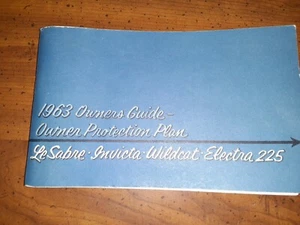 1963 Owners Guide–
Owner Protection Plan
LeSabre · Invicta · Wildcat · Electra 225